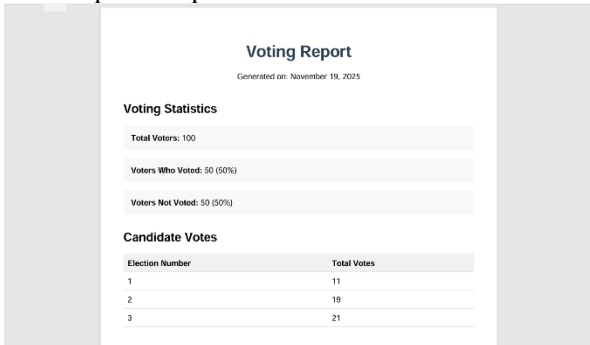 Voting Report
Generated on: November 19, 2025
Voting Statistics
Total Voters: 100
Voters Who Voted: 50 (50%)
Voters Not Voted: 50 (50%)
Candidate Votes
Election Number Total Votes
1 11
2 19
3 21